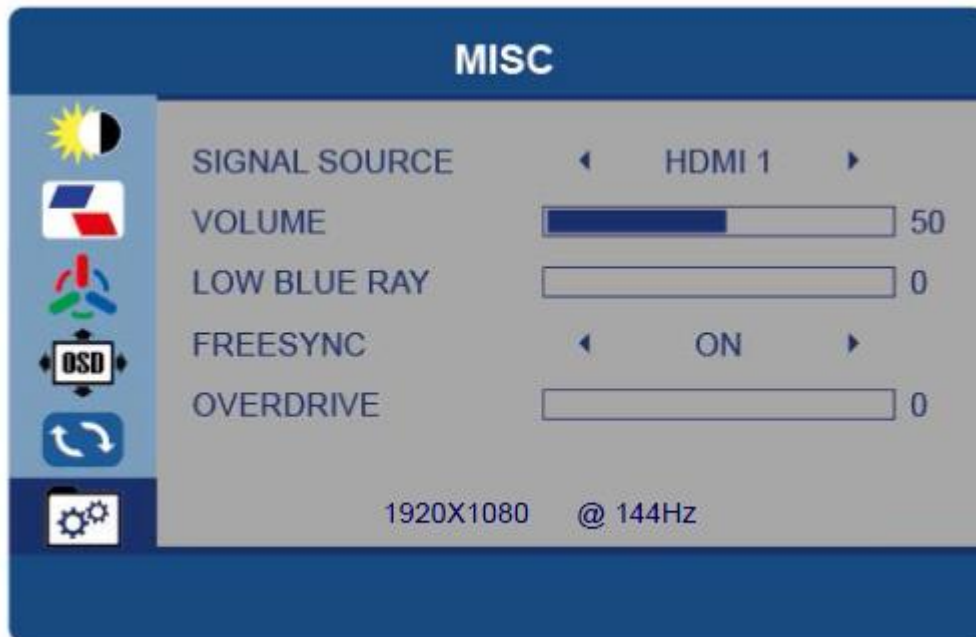 MISC
SIGNAL SOURCE HDMI 1
VOLUME 50
LOW BLUE RAY 0
FREESYNC ON
OSD
OVERDRIVE 0
1920X1080 @ 144Hz